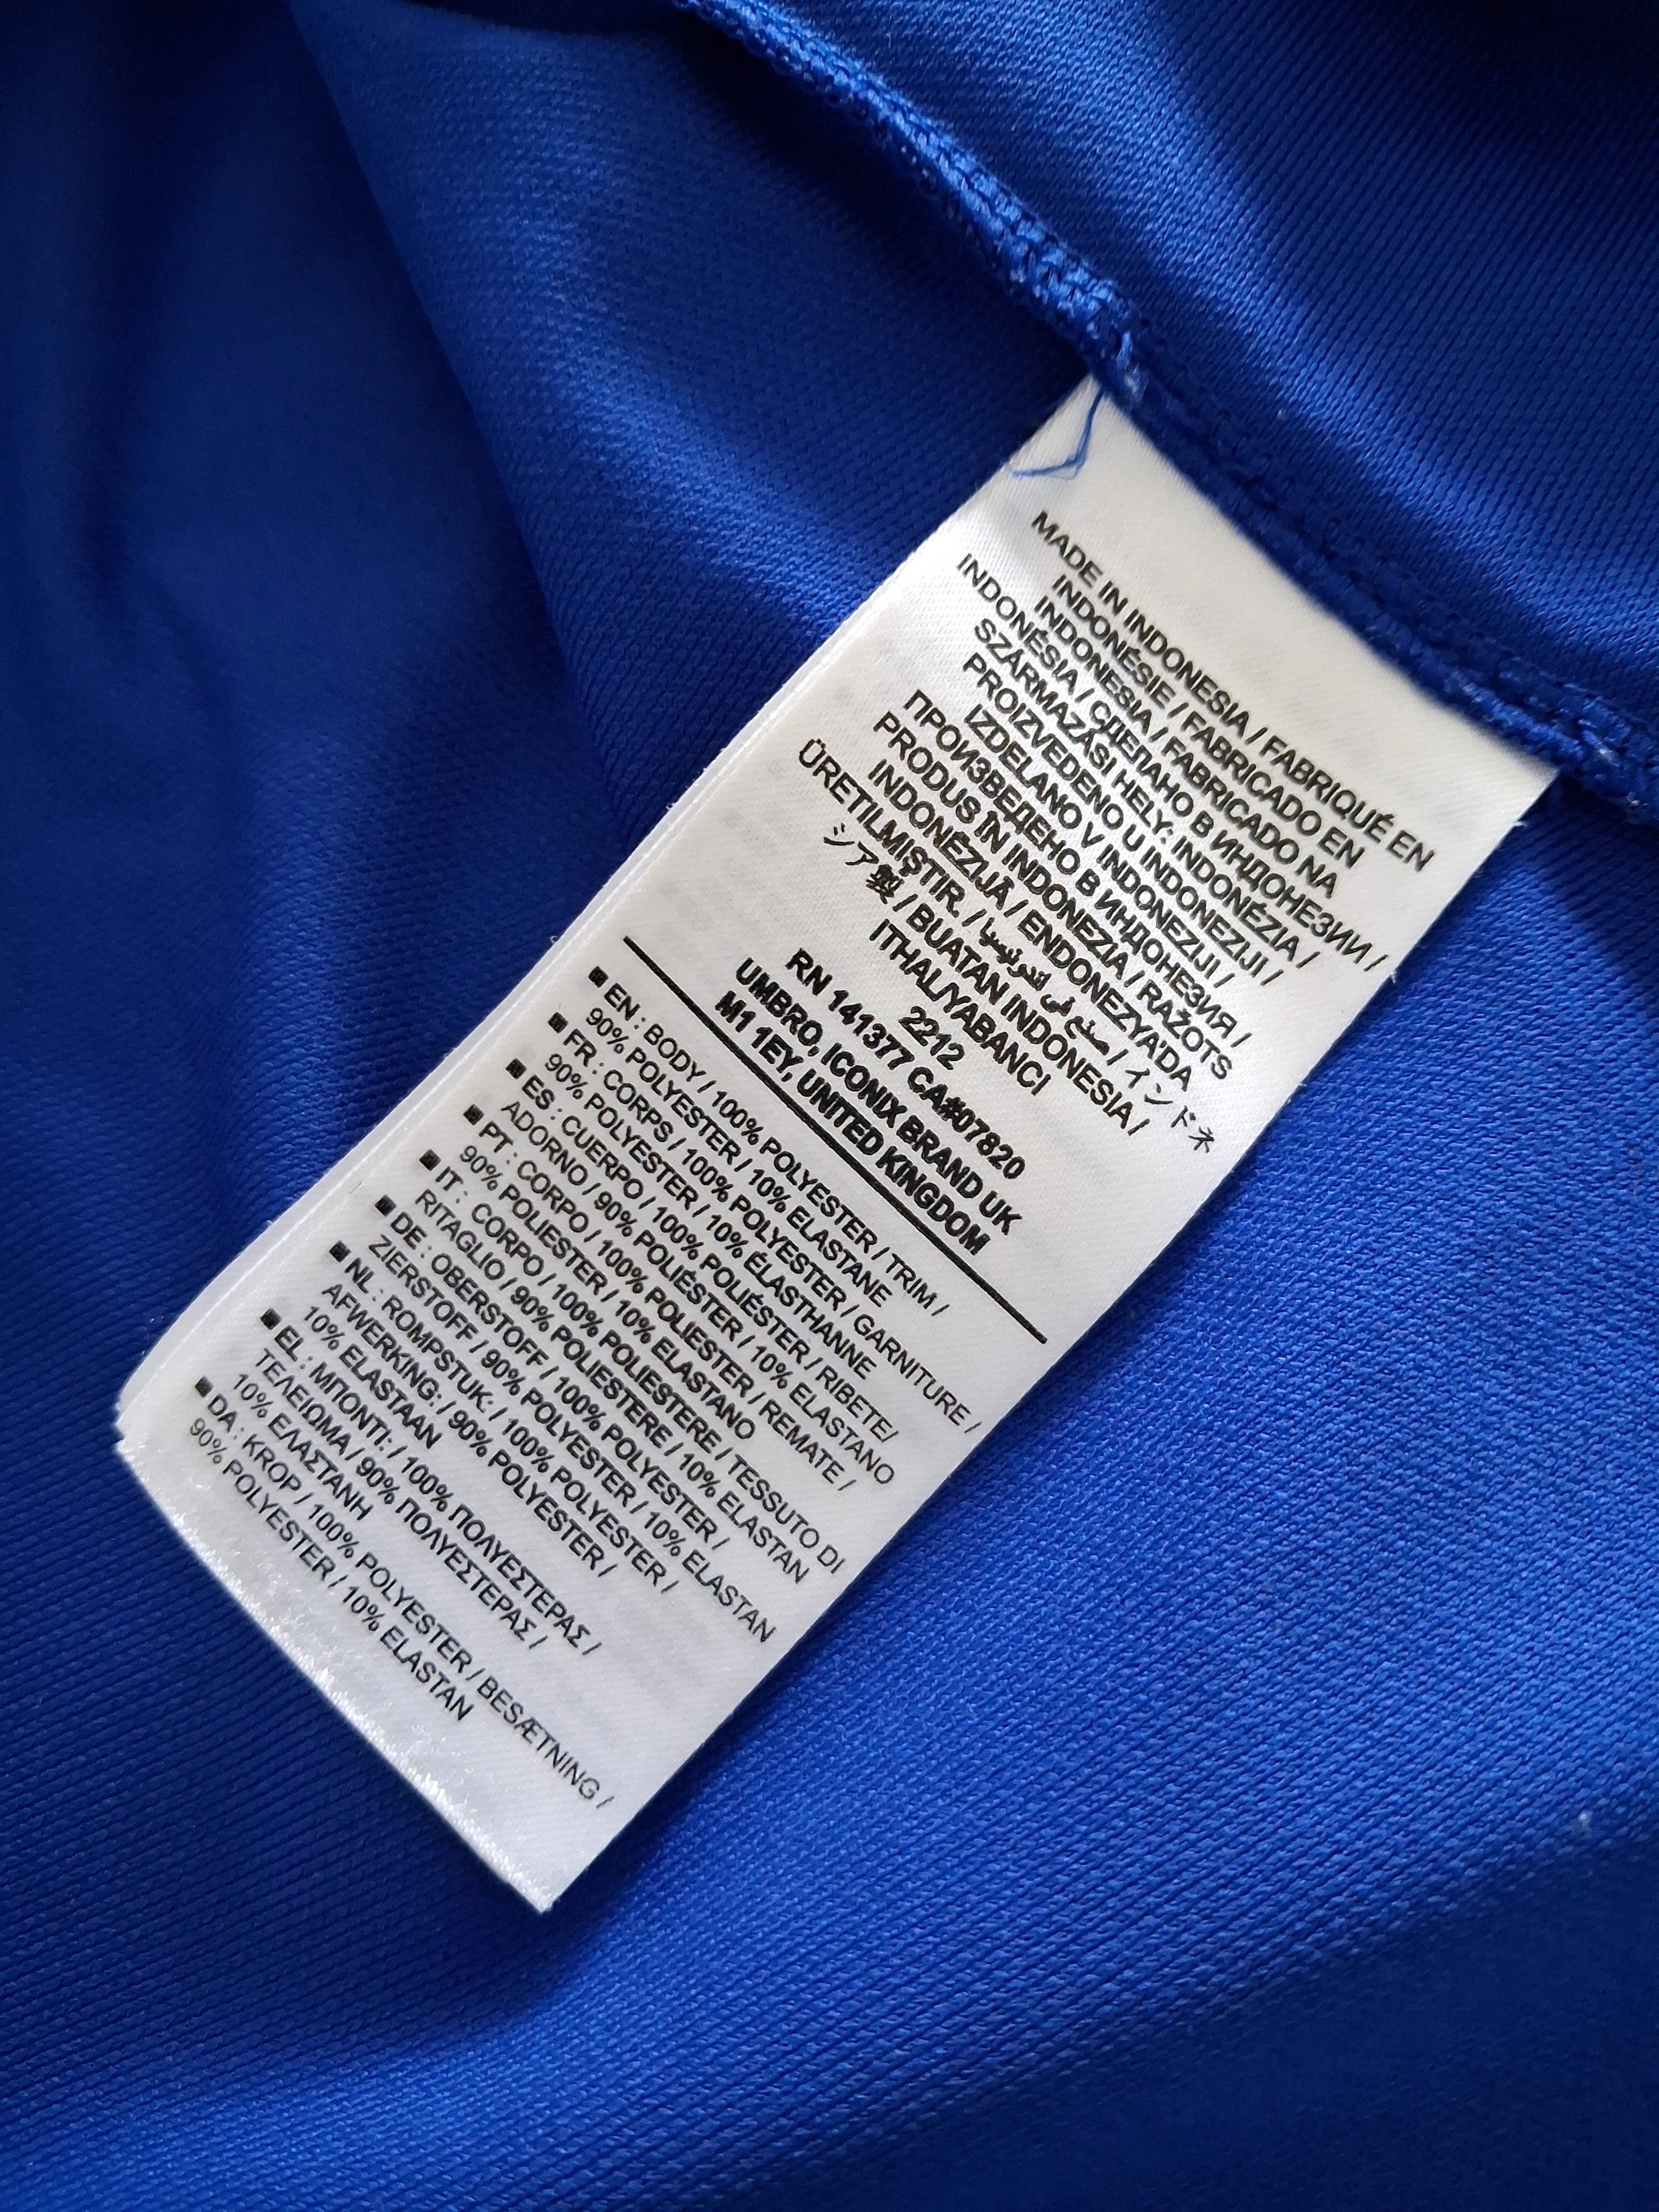 MADE IN INDONESIA / FABRIQUÉ EN
INDONÉSIE / FABRICADO EN
INDONESIA / FABRICADO NA
INDONÉSIA / СДЕЛАНО В ИНДОНЕЗИИ /
SZÁRMAZÁSI HELY: INDONÉZIA /
PROIZVEDENO U INDONEZIJI /
IZDELANO V INDONEZIJI /
ПРОИЗВЕДЕНО В ИНДОНЕЗИЯ /
PRODUS ÎN INDONEZIA / RAŽOTS
INDONĒZIJĀ / ENDONEZYA'DA
ÜRETILMIŞTIR. / صنع في اندونيسيا / インドネ
シア製 / BUATAN INDONESIA /
ITHALIYABANCI
2212
RN 141377 CA#07820
UMBRO, ICONIX BRAND UK
M1 1EY, UNITED KINGDOM
■ EN : BODY / 100% POLYESTER / TRIM /
90% POLYESTER / 10% ELASTANE
■ FR : CORPS / 100% POLYESTER / GARNITURE /
90% POLYESTER / 10% ÉLASTHANNE
■ ES : CUERPO / 100% POLIÉSTER / RIBETE/
ADORNO / 90% POLIÉSTER / 10% ELASTANO
■ PT : CORPO / 100% POLIESTER / REMATE /
90% POLIESTER / 10% ELASTANO
■ IT : CORPO / 100% POLIESTERE / TESSUTO DI
RITAGLIO / 90% POLIESTERE / 10% ELASTAN
■ DE : OBERSTOFF / 100% POLYESTER /
ZIERSTOFF / 90% POLYESTER / 10% ELASTAN
■ NL : ROMPSTUK: / 100% POLYESTER /
AFWERKING: / 90% POLYESTER /
10% ELASTAAN
■ EL : ΜΠΟΝΤΙ: / 100% ΠΟΛΥΕΣΤΕΡΑΣ /
ΤΕΛΕΙΩΜΑ / 90% ΠΟΛΥΕΣΤΕΡΑΣ /
10% ΕΛΑΣΤΑΝΗ
■ DA : KROP / 100% POLYESTER / BESÆTNING /
90% POLYESTER / 10% ELASTAN